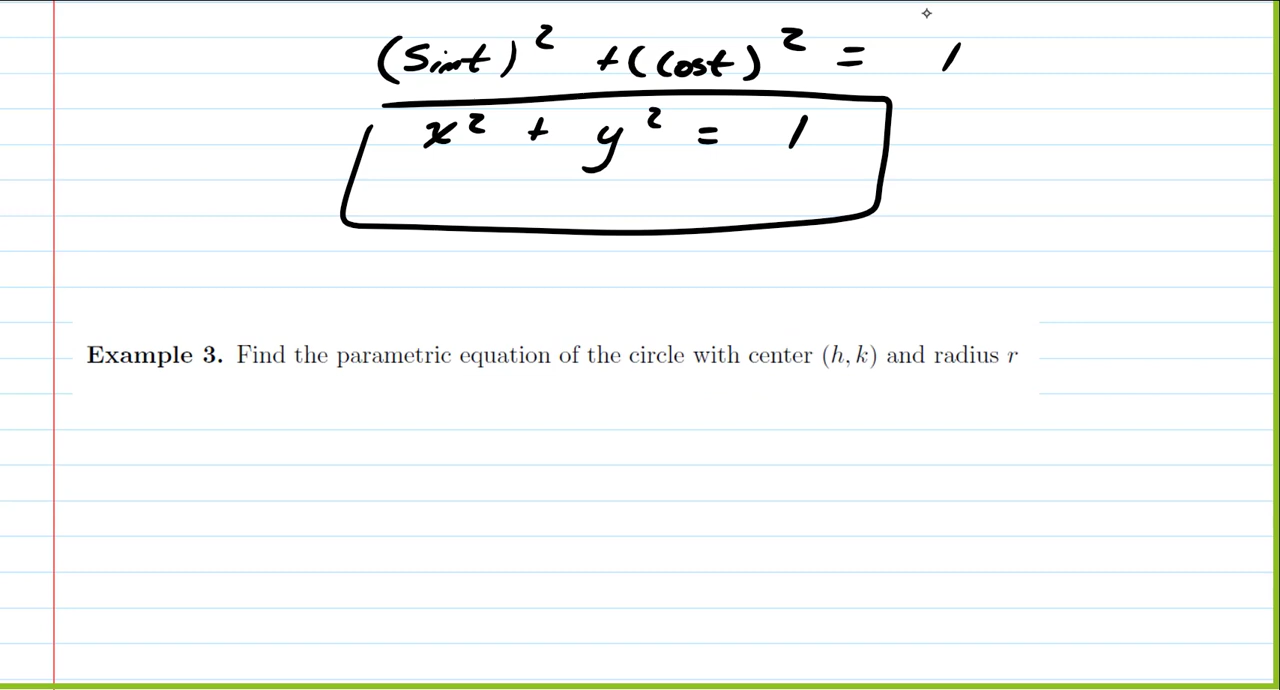 (Sint)² + (Cost)² = 1
x² + y² = 1
Example 3. Find the parametric equation of the circle with center (h, k) and radius r